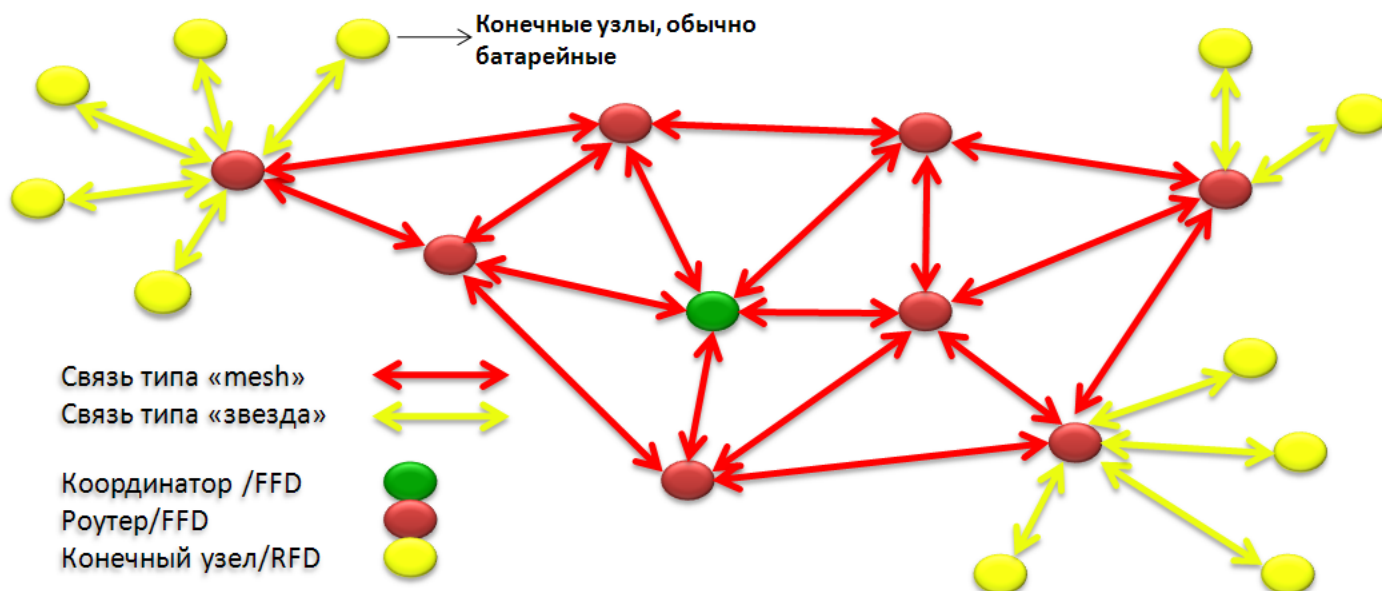 Конечные узлы, обычно
батарейные
Связь типа «mesh»
Связь типа «звезда»
Координатор /FFD
Роутер/FFD
Конечный узел/RFD